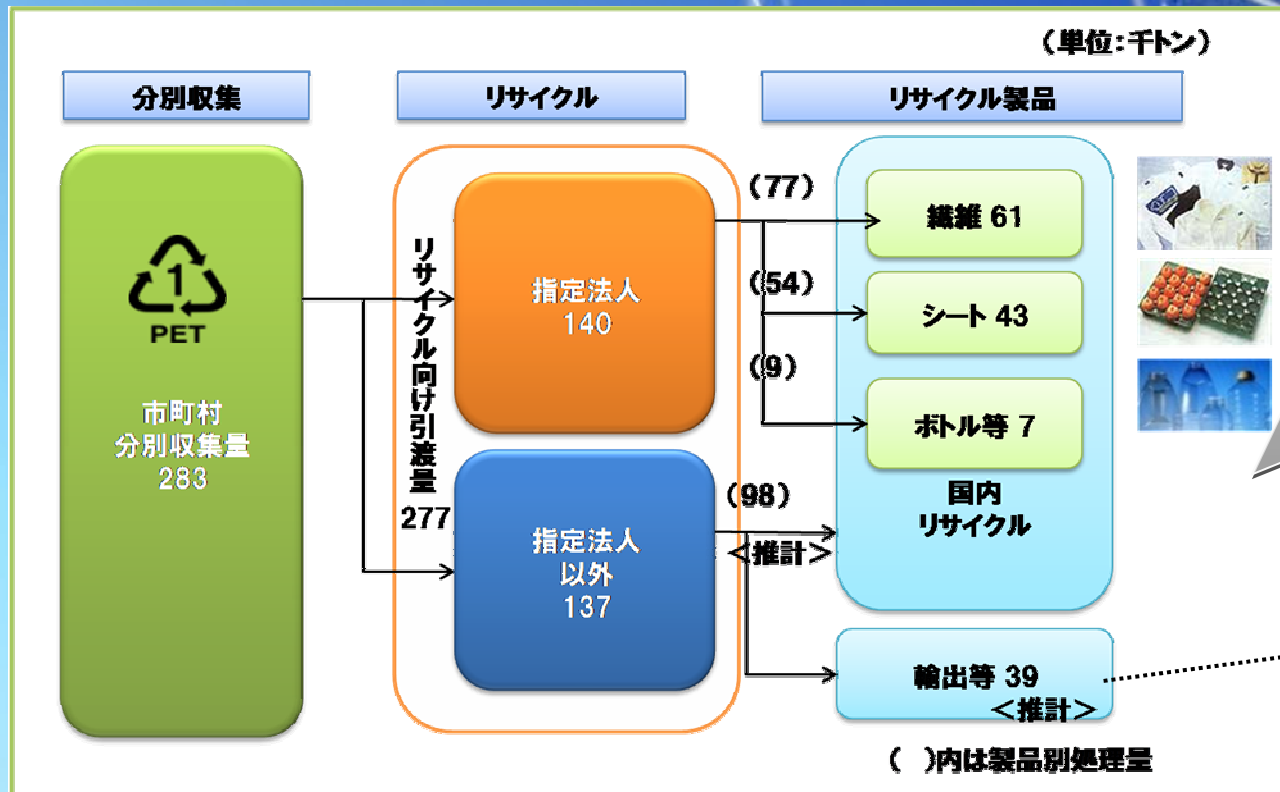 (単位:千トン)
分別収集
リサイクル
リサイクル製品
1
PET
市町村
分別収集量
283
リサイクル向け引渡量
277
指定法人
140
指定法人
以外
137
(77)
(54)
(9)
(98)
<推計>
繊維 61
シート 43
ボトル等 7
国内
リサイクル
輸出等 39
<推計>
( )内は製品別処理量